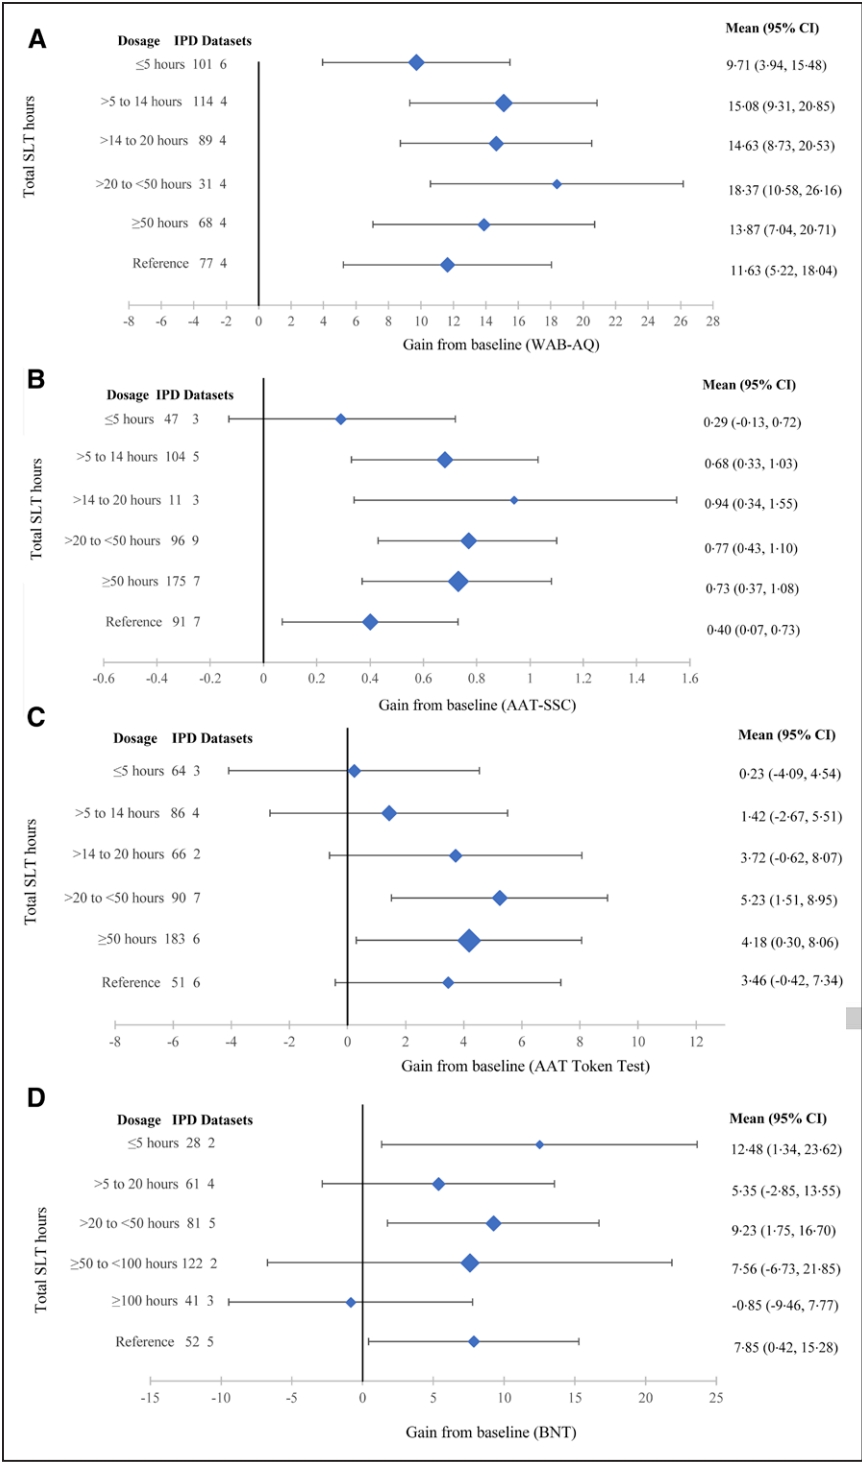 A
Dosage IPD Datasets Mean (95% CI)
≤5 hours 101 6 9·71 (3·94, 15·48)
>5 to 14 hours 114 4 15·08 (9·31, 20·85)
>14 to 20 hours 89 4 14·63 (8·73, 20·53)
>20 to <50 hours 31 4 18·37 (10·58, 26·16)
≥50 hours 68 4 13·87 (7·04, 20·71)
Reference 77 4 11·63 (5·22, 18·04)
Total SLT hours
-8 -6 -4 -2 0 2 4 6 8 10 12 14 16 18 20 22 24 26 28
Gain from baseline (WAB-AQ)
B
Dosage IPD Datasets Mean (95% CI)
≤5 hours 47 3 0·29 (-0·13, 0·72)
>5 to 14 hours 104 5 0·68 (0·33, 1·03)
>14 to 20 hours 11 3 0·94 (0·34, 1·55)
>20 to <50 hours 96 9 0·77 (0·43, 1·10)
≥50 hours 175 7 0·73 (0·37, 1·08)
Reference 91 7 0·40 (0·07, 0·73)
Total SLT hours
-0.6 -0.4 -0.2 0 0.2 0.4 0.6 0.8 1 1.2 1.4 1.6
Gain from baseline (AAT-SSC)
C
Dosage IPD Datasets Mean (95% CI)
≤5 hours 64 3 0·23 (-4·09, 4·54)
>5 to 14 hours 86 4 1·42 (-2·67, 5·51)
>14 to 20 hours 66 2 3·72 (-0·62, 8·07)
>20 to <50 hours 90 7 5·23 (1·51, 8·95)
≥50 hours 183 6 4·18 (0·30, 8·06)
Reference 51 6 3·46 (-0·42, 7·34)
Total SLT hours
-8 -6 -4 -2 0 2 4 6 8 10 12
Gain from baseline (AAT Token Test)
D
Dosage IPD Datasets Mean (95% CI)
≤5 hours 28 2 12·48 (1·34, 23·62)
>5 to 20 hours 61 4 5·35 (-2·85, 13·55)
>20 to <50 hours 81 5 9·23 (1·75, 16·70)
≥50 to <100 hours 122 2 7·56 (-6·73, 21·85)
≥100 hours 41 3 -0·85 (-9·46, 7·77)
Reference 52 5 7·85 (0·42, 15·28)
Total SLT hours
-15 -10 -5 0 5 10 15 20 25
Gain from baseline (BNT)